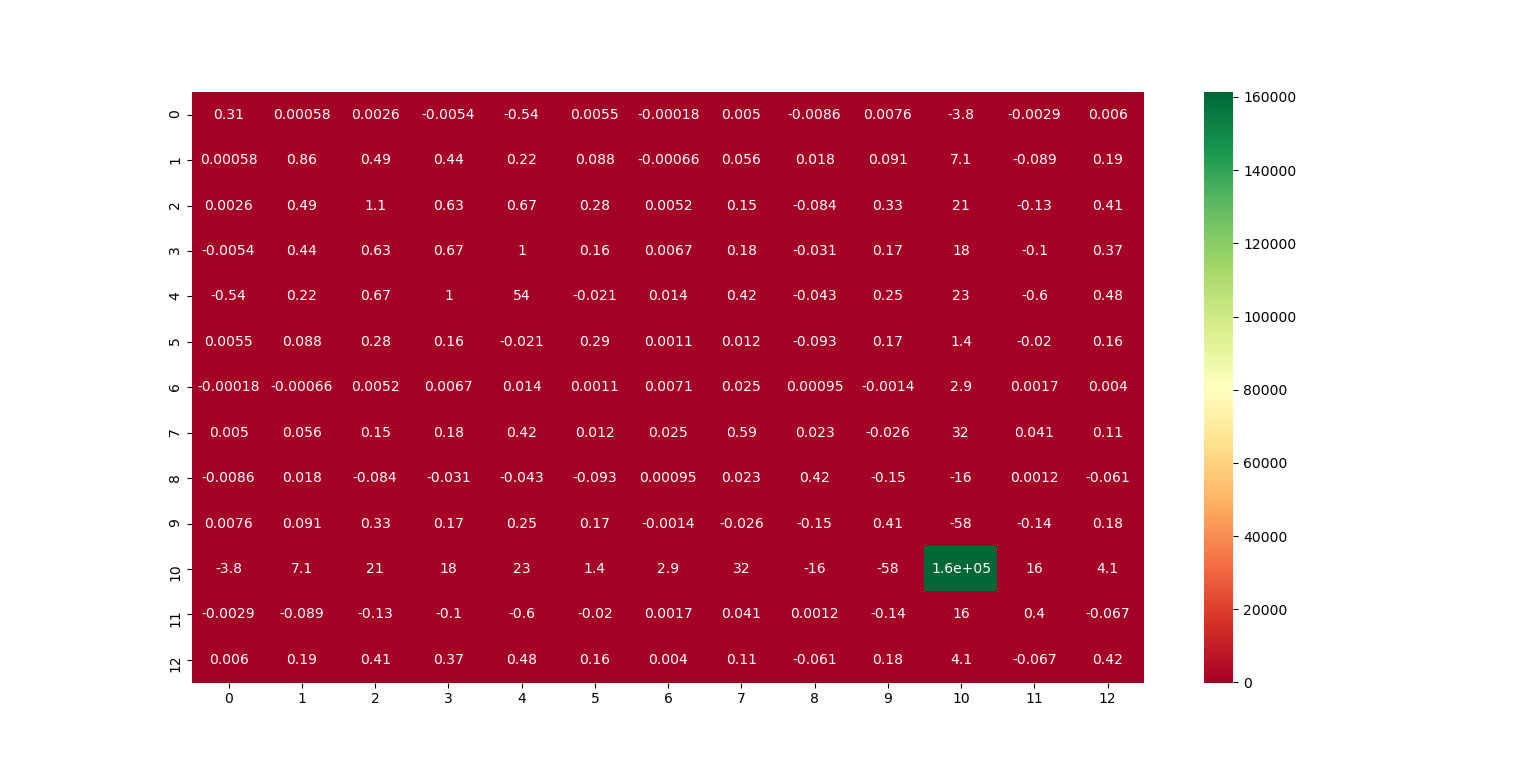 0 0.31 0.00058 0.0026 -0.0054 -0.54 0.0055 -0.00018 0.005 -0.0086 0.0076 -3.8 -0.0029 0.006
1 0.00058 0.86 0.49 0.44 0.22 0.088 -0.00066 0.056 0.018 0.091 7.1 -0.089 0.19
2 0.0026 0.49 1.1 0.63 0.67 0.28 0.0052 0.15 -0.084 0.33 21 -0.13 0.41
3 -0.0054 0.44 0.63 0.67 1 0.16 0.0067 0.18 -0.031 0.17 18 -0.1 0.37
4 -0.54 0.22 0.67 1 54 -0.021 0.014 0.42 -0.043 0.25 23 -0.6 0.48
5 0.0055 0.088 0.28 0.16 -0.021 0.29 0.0011 0.012 -0.093 0.17 1.4 -0.02 0.16
6 -0.00018 -0.00066 0.0052 0.0067 0.014 0.0011 0.0071 0.025 0.00095 -0.0014 2.9 0.0017 0.004
7 0.005 0.056 0.15 0.18 0.42 0.012 0.025 0.59 0.023 -0.026 32 0.041 0.11
8 -0.0086 0.018 -0.084 -0.031 -0.043 -0.093 0.00095 0.023 0.42 -0.15 -16 0.0012 -0.061
9 0.0076 0.091 0.33 0.17 0.25 0.17 -0.0014 -0.026 -0.15 0.41 -58 -0.14 0.18
10 -3.8 7.1 21 18 23 1.4 2.9 32 -16 -58 1.6e+05 16 4.1
11 -0.0029 -0.089 -0.13 -0.1 -0.6 -0.02 0.0017 0.041 0.0012 -0.14 16 0.4 -0.067
12 0.006 0.19 0.41 0.37 0.48 0.16 0.004 0.11 -0.061 0.18 4.1 -0.067 0.42
0 1 2 3 4 5 6 7 8 9 10 11 12
160000
140000
120000
100000
80000
60000
40000
20000
0